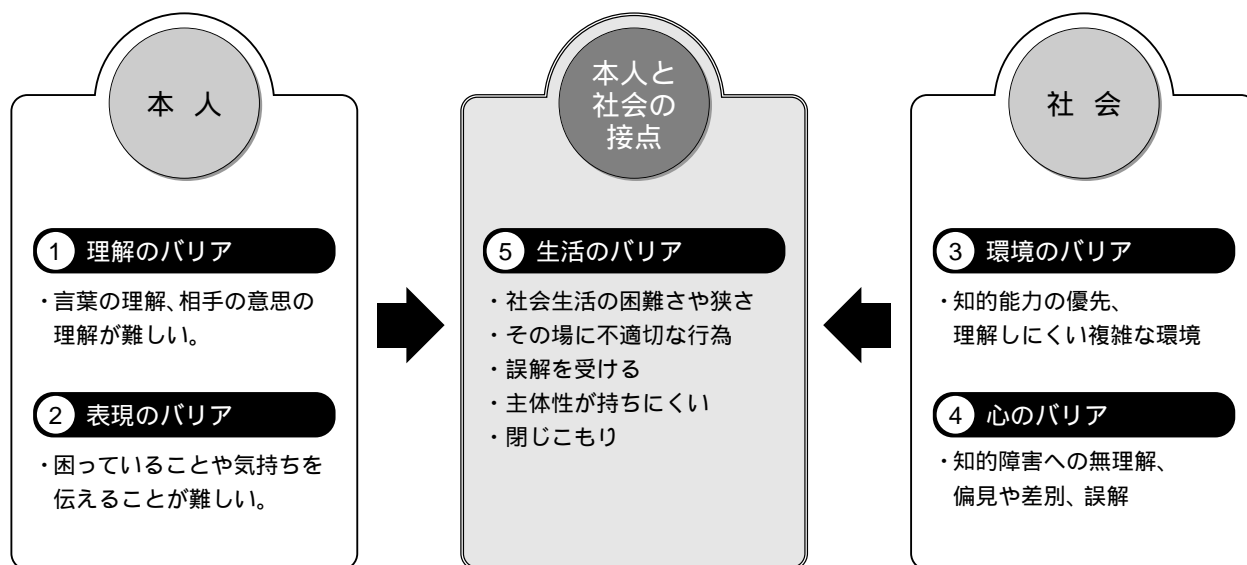 本 人
1 理解のバリア
・言葉の理解、相手の意思の
理解が難しい。
2 表現のバリア
・困っていることや気持ちを
伝えることが難しい。
本人と
社会の
接点
5 生活のバリア
・社会生活の困難さや狭さ
・その場に不適切な行為
・誤解を受ける
・主体性が持ちにくい
・閉じこもり
社 会
3 環境のバリア
・知的能力の優先、
理解しにくい複雑な環境
4 心のバリア
・知的障害への無理解、
偏見や差別、誤解